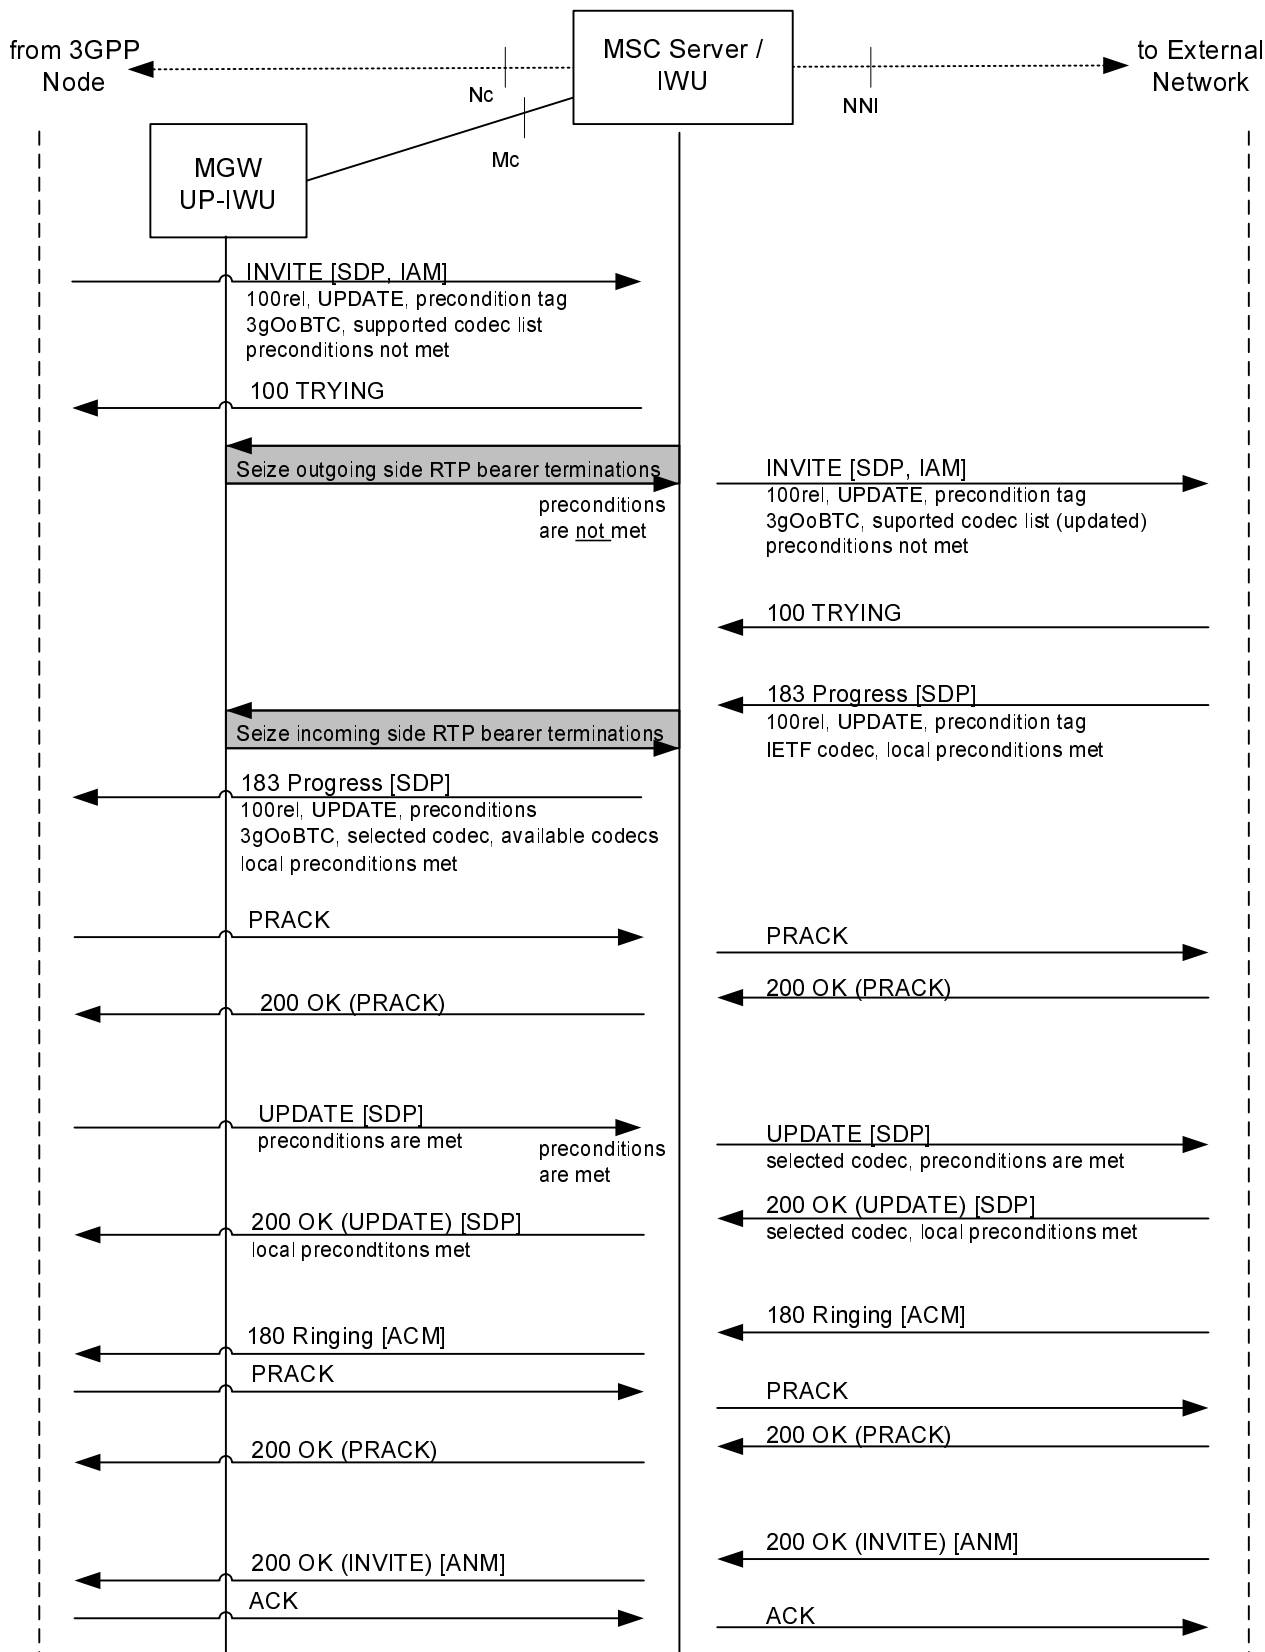 from 3GPP
Node
MSC Server /
IWU
to External
Network
Nc
NNI
Mc
MGW
UP-IWU
INVITE [SDP, IAM]
100rel, UPDATE, precondition tag
3gOoBTC, supported codec list
preconditions not met
100 TRYING
Seize outgoing side RTP bearer terminations
preconditions
are not met
INVITE [SDP, IAM]
100rel, UPDATE, precondition tag
3gOoBTC, suported codec list (updated)
preconditions not met
100 TRYING
183 Progress [SDP]
100rel, UPDATE, precondition tag
IETF codec, local preconditions met
Seize incoming side RTP bearer terminations
183 Progress [SDP]
100rel, UPDATE, preconditions
3gOoBTC, selected codec, available codecs
local preconditions met
PRACK
PRACK
200 OK (PRACK)
200 OK (PRACK)
UPDATE [SDP]
preconditions are met
preconditions
are met
UPDATE [SDP]
selected codec, preconditions are met
200 OK (UPDATE) [SDP]
selected codec, local preconditions met
200 OK (UPDATE) [SDP]
local precondtitons met
180 Ringing [ACM]
180 Ringing [ACM]
PRACK
PRACK
200 OK (PRACK)
200 OK (PRACK)
200 OK (INVITE) [ANM]
200 OK (INVITE) [ANM]
ACK
ACK